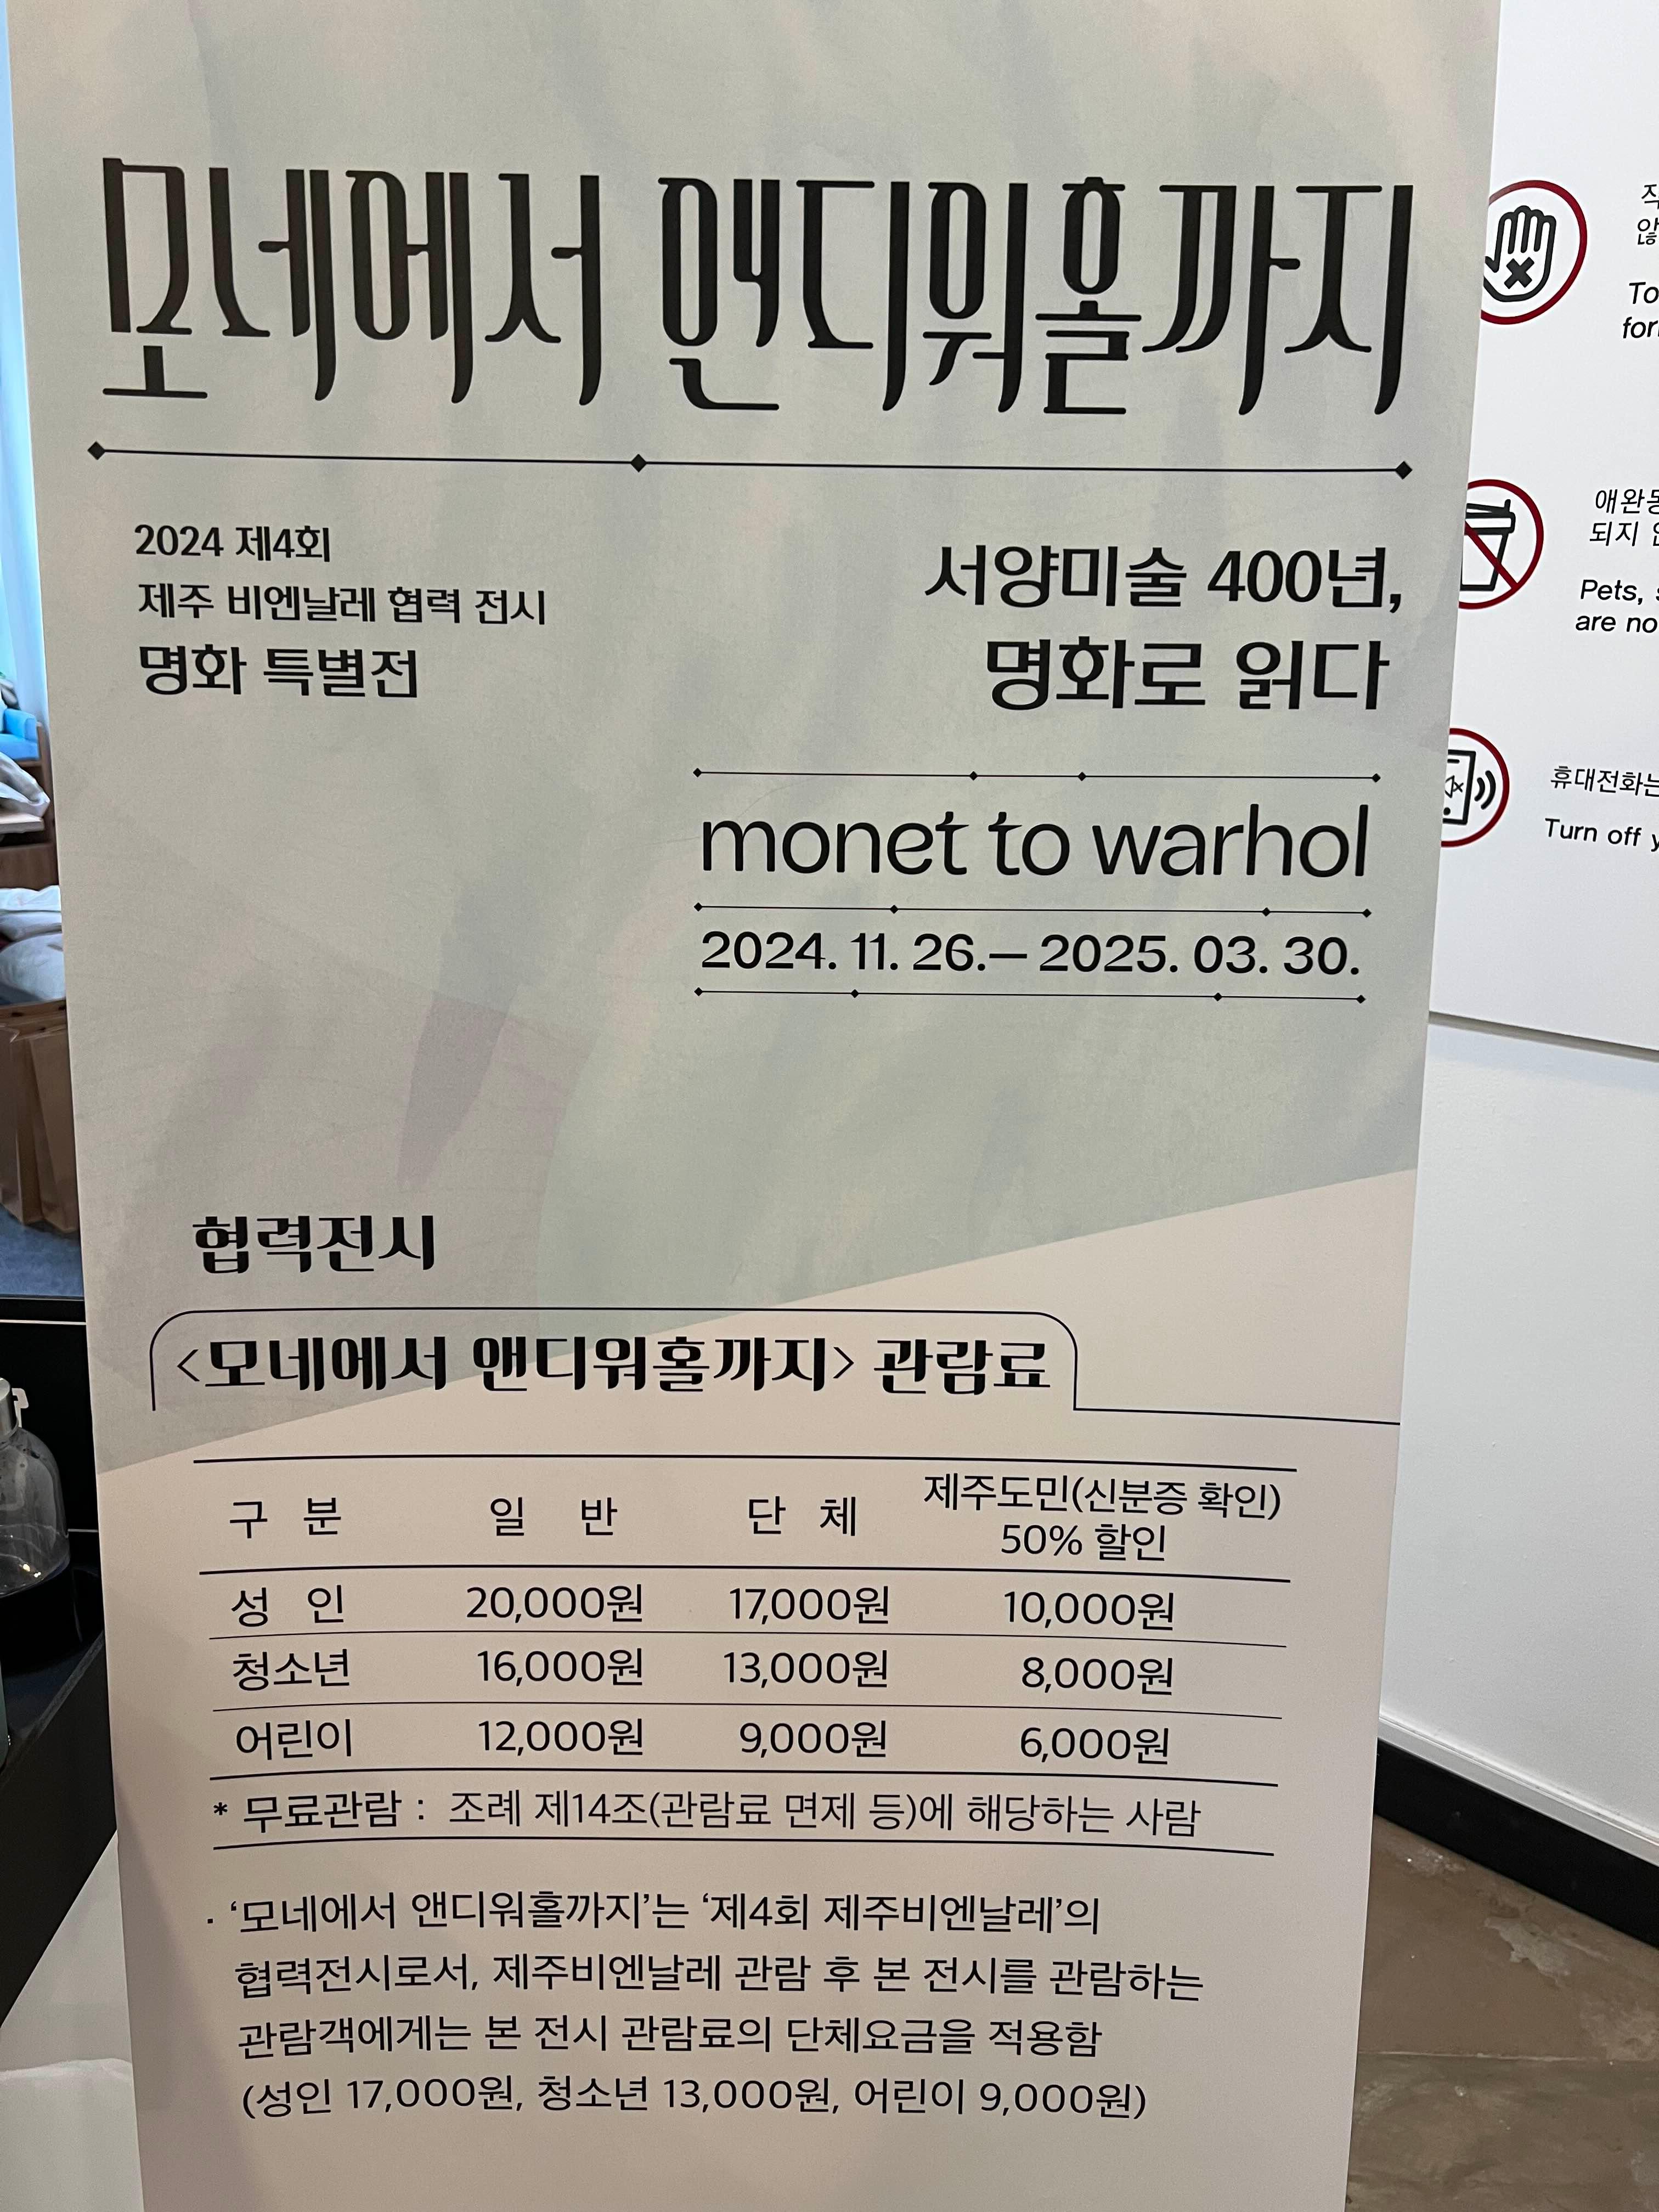 모네에서 앤디워홀까지
2024 제4회
제주 비엔날레 협력 전시
명화 특별전
서양미술 400년,
명화로 읽다
monet to warhol
2024. 11. 26.— 2025. 03. 30.
협력전시
<모네에서 앤디워홀까지> 관람료
구 분 일 반 단 체 제주도민(신분증 확인)
50% 할인
성 인 20,000원 17,000원 10,000원
청소년 16,000원 13,000원 8,000원
어린이 12,000원 9,000원 6,000원
* 무료관람 : 조례 제14조(관람료 면제 등)에 해당하는 사람
· ‘모네에서 앤디워홀까지’는 ‘제4회 제주비엔날레’의
협력전시로서, 제주비엔날레 관람 후 본 전시를 관람하는
관람객에게는 본 전시 관람료의 단체요금을 적용함
(성인 17,000원, 청소년 13,000원, 어린이 9,000원)
되지
Pets,
are
휴대전화는
Turn off